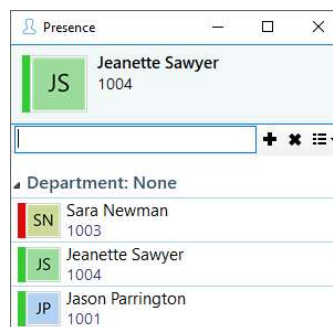 Presence
Jeanette Sawyer
JS
1004
Department: None
SN
Sara Newman
1003
JS
Jeanette Sawyer
1004
JP
Jason Parrington
1001